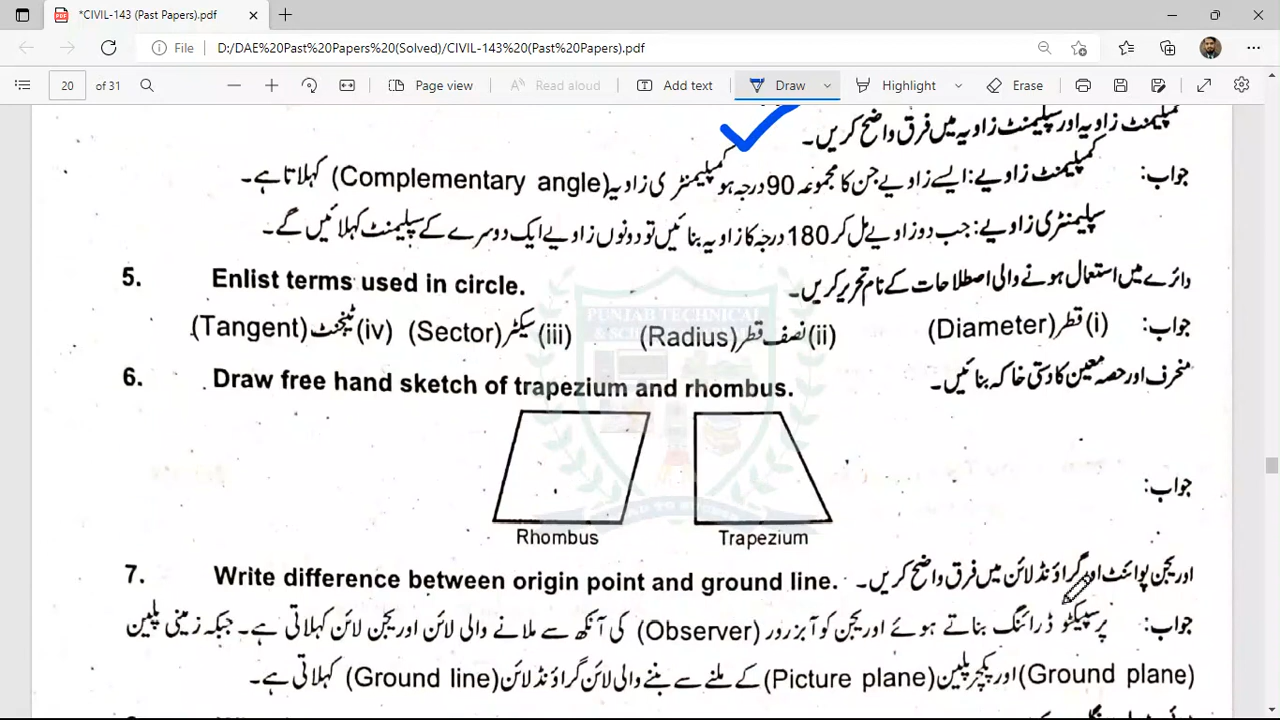 *CIVIL-143 (Past Papers).pdf
File D:/DAE%20Past%20Papers%20(Solved)/CIVIL-143%20(Past%20Papers).pdf
20 of 31 Page view Read aloud Add text Draw Highlight Erase
کمپلیمنٹ زاویہ اور سپلیمنٹ زاویہ میں فرق واضح کریں۔
جواب: کمپلیمنٹ زاویے: ایسے زاویے جن کا مجموعہ 90 درجہ ہو کمپلیمنٹری زاویہ (Complementary angle) کہلاتا ہے۔
سپلیمنٹری زاویے: جب دو زاویے مل کر 180 درجہ کا زاویہ بنائیں تو دونوں زاویے ایک دوسرے کے سپلیمنٹ کہلائیں گے۔
5. Enlist terms used in circle. دائرے میں استعمال ہونے والی اصطلاحات کے نام تحریر کریں۔
جواب: (i) قطر (Diameter) (ii) نصف قطر (Radius) (iii) سیکٹر (Sector) (iv) ٹینجنٹ (Tangent)
6. Draw free hand sketch of trapezium and rhombus. منحرف اور حصہ معین کا دستی خاکہ بنائیں۔
PUNJAB TECHNICAL
جواب:
Rhombus Trapezium
7. Write difference between origin point and ground line. اوریجن پوائنٹ اور گراؤنڈ لائن میں فرق واضح کریں۔
جواب: پرسپیکٹو ڈرائنگ بناتے ہوئے اوریجن کو آبزرور (Observer) کی آنکھ سے ملانے والی لائن اوریجن لائن کہلاتی ہے۔ جبکہ زمینی پلین
(Ground plane) اور پکچر پلین (Picture plane) کے ملنے سے بننے والی لائن گراؤنڈ لائن (Ground line) کہلاتی ہے۔